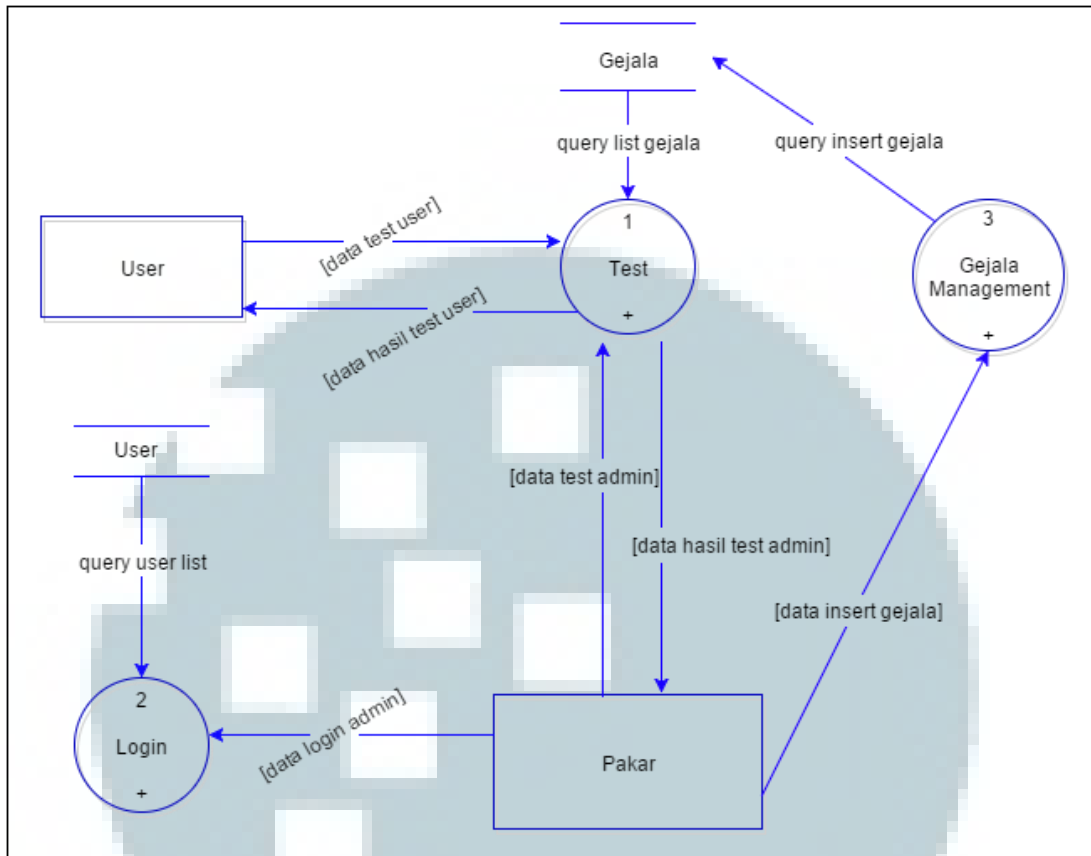 Gejala
query list gejala
query insert gejala
1
Test
+
3
Gejala
Management
+
User
[data test user]
[data hasil test user]
User
query user list
[data test admin]
[data hasil test admin]
[data insert gejala]
2
Login
+
[data login admin]
Pakar